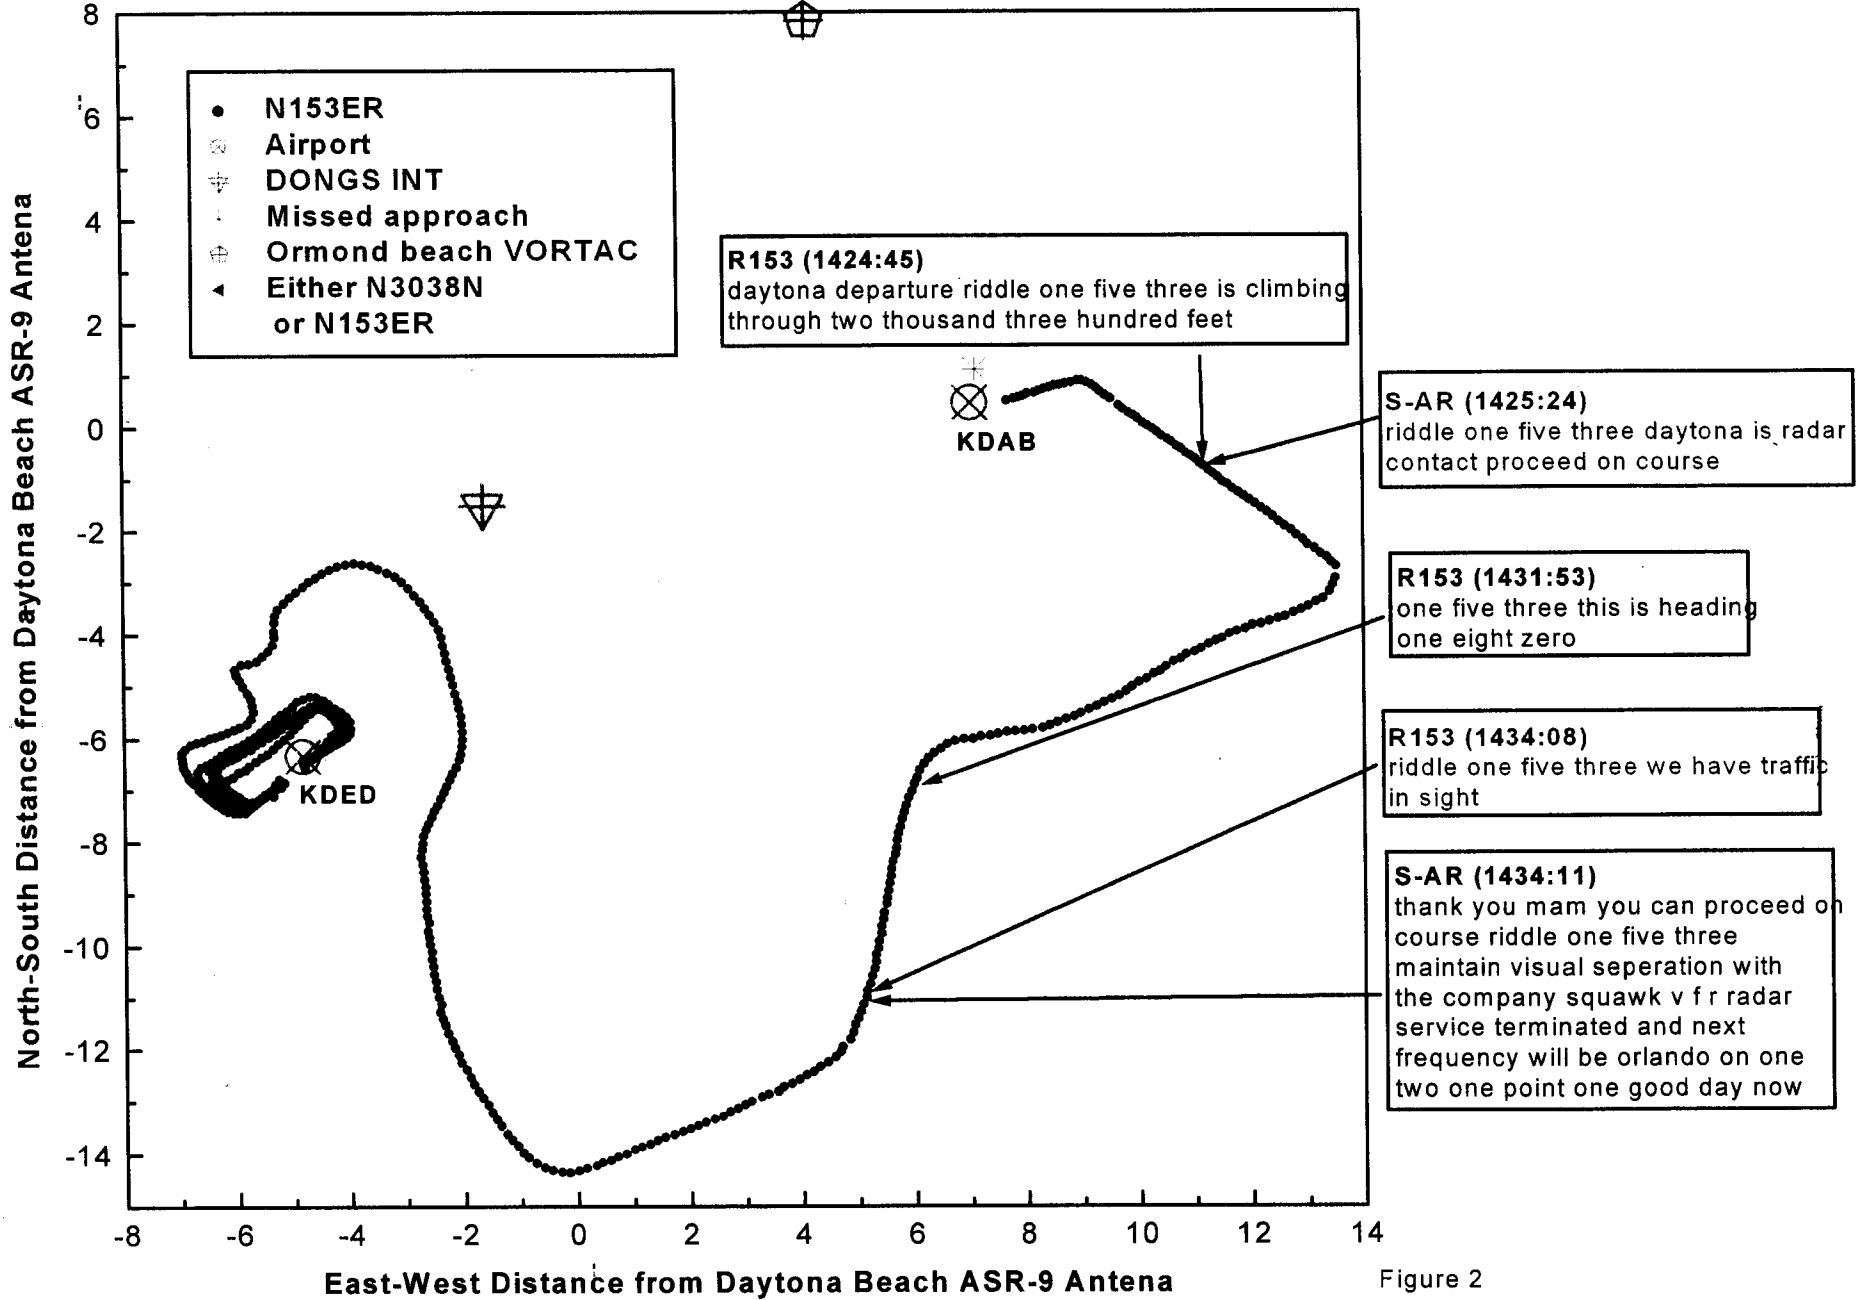 8
6
4
2
0
-2
-4
-6
-8
-10
-12
-14
North-South Distance from Daytona Beach ASR-9 Antena
N153ER
Airport
DONGS INT
Missed approach
Ormond beach VORTAC
Either N3038N
or N153ER
R153 (1424:45)
daytona departure riddle one five three is climbing
through two thousand three hundred feet
KDAB
S-AR (1425:24)
riddle one five three daytona is radar
contact proceed on course
R153 (1431:53)
one five three this is heading
one eight zero
R153 (1434:08)
riddle one five three we have traffic
in sight
KDED
S-AR (1434:11)
thank you mam you can proceed on
course riddle one five three
maintain visual seperation with
the company squawk v f r radar
service terminated and next
frequency will be orlando on one
two one point one good day now
-8 -6 -4 -2 0 2 4 6 8 10 12 14
East-West Distance from Daytona Beach ASR-9 Antena
Figure 2